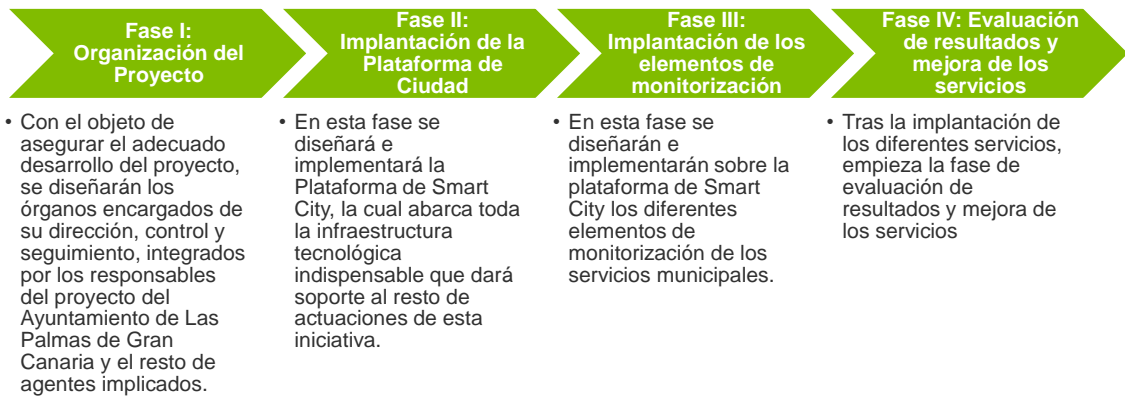 Fase I:
Organización del
Proyecto
• Con el objeto de
asegurar el adecuado
desarrollo del proyecto,
se diseñarán los
órganos encargados de
su dirección, control y
seguimiento, integrados
por los responsables
del proyecto del
Ayuntamiento de Las
Palmas de Gran
Canaria y el resto de
agentes implicados.
Fase II:
Implantación de la
Plataforma de
Ciudad
• En esta fase se
diseñará e
implementará la
Plataforma de Smart
City, la cual abarca toda
la infraestructura
tecnológica
indispensable que dará
soporte al resto de
actuaciones de esta
iniciativa.
Fase III:
Implantación de los
elementos de
monitorización
• En esta fase se
diseñarán e
implementarán sobre la
plataforma de Smart
City los diferentes
elementos de
monitorización de los
servicios municipales.
Fase IV: Evaluación
de resultados y
mejora de los
servicios
• Tras la implantación de
los diferentes servicios,
empieza la fase de
evaluación de
resultados y mejora de
los servicios